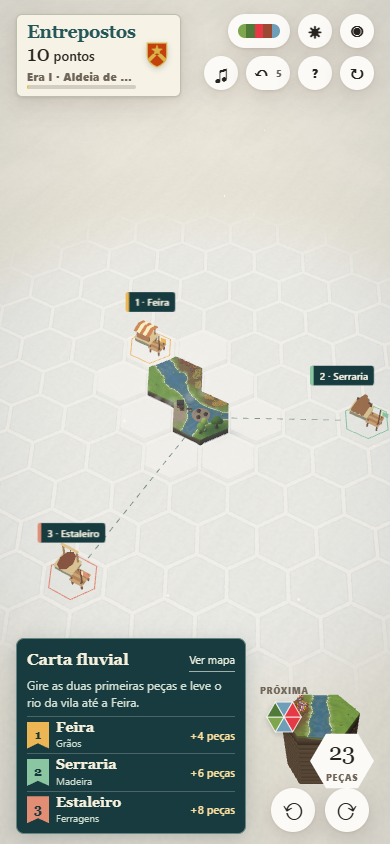 Entrepostos
10 pontos
Era I · Aldeia de ...
5
?
1 · Feira
2 · Serraria
3 · Estaleiro
Carta fluvial
Ver mapa
Gire as duas primeiras peças e leve o
rio da vila até a Feira.
1
Feira
Grãos
+4 peças
2
Serraria
Madeira
+6 peças
3
Estaleiro
Ferragens
+8 peças
PRÓXIMA
23
PEÇAS